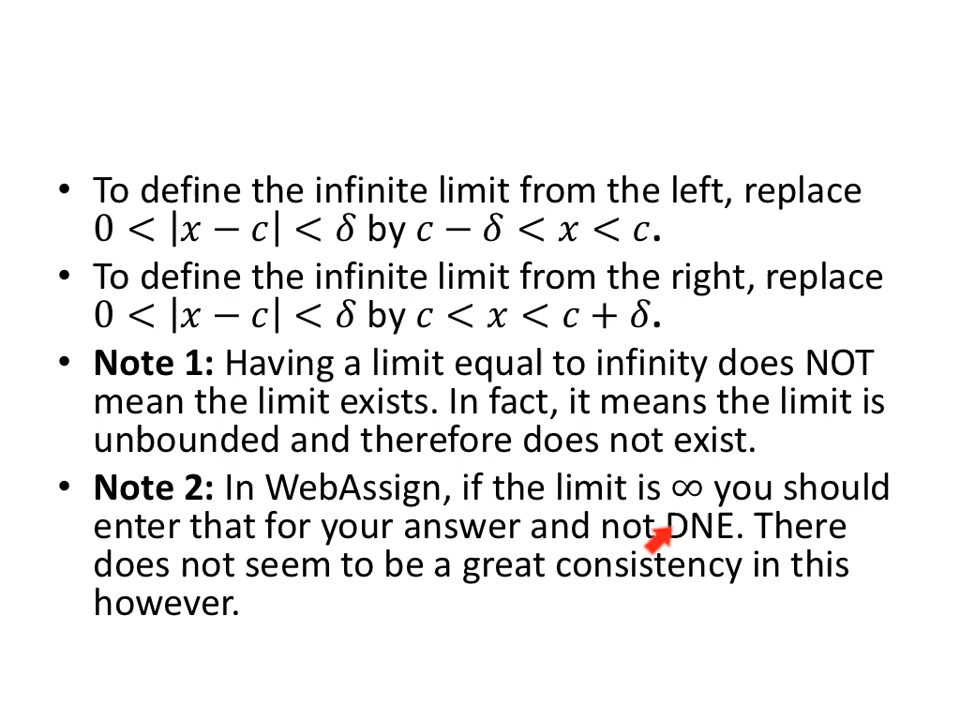 • To define the infinite limit from the left, replace
0 < |𝑥 − 𝑐| < 𝛿 by 𝑐 − 𝛿 < 𝑥 < 𝑐.
• To define the infinite limit from the right, replace
0 < |𝑥 − 𝑐| < 𝛿 by 𝑐 < 𝑥 < 𝑐 + 𝛿.
• Note 1: Having a limit equal to infinity does NOT
mean the limit exists. In fact, it means the limit is
unbounded and therefore does not exist.
• Note 2: In WebAssign, if the limit is ∞ you should
enter that for your answer and not DNE. There
does not seem to be a great consistency in this
however.